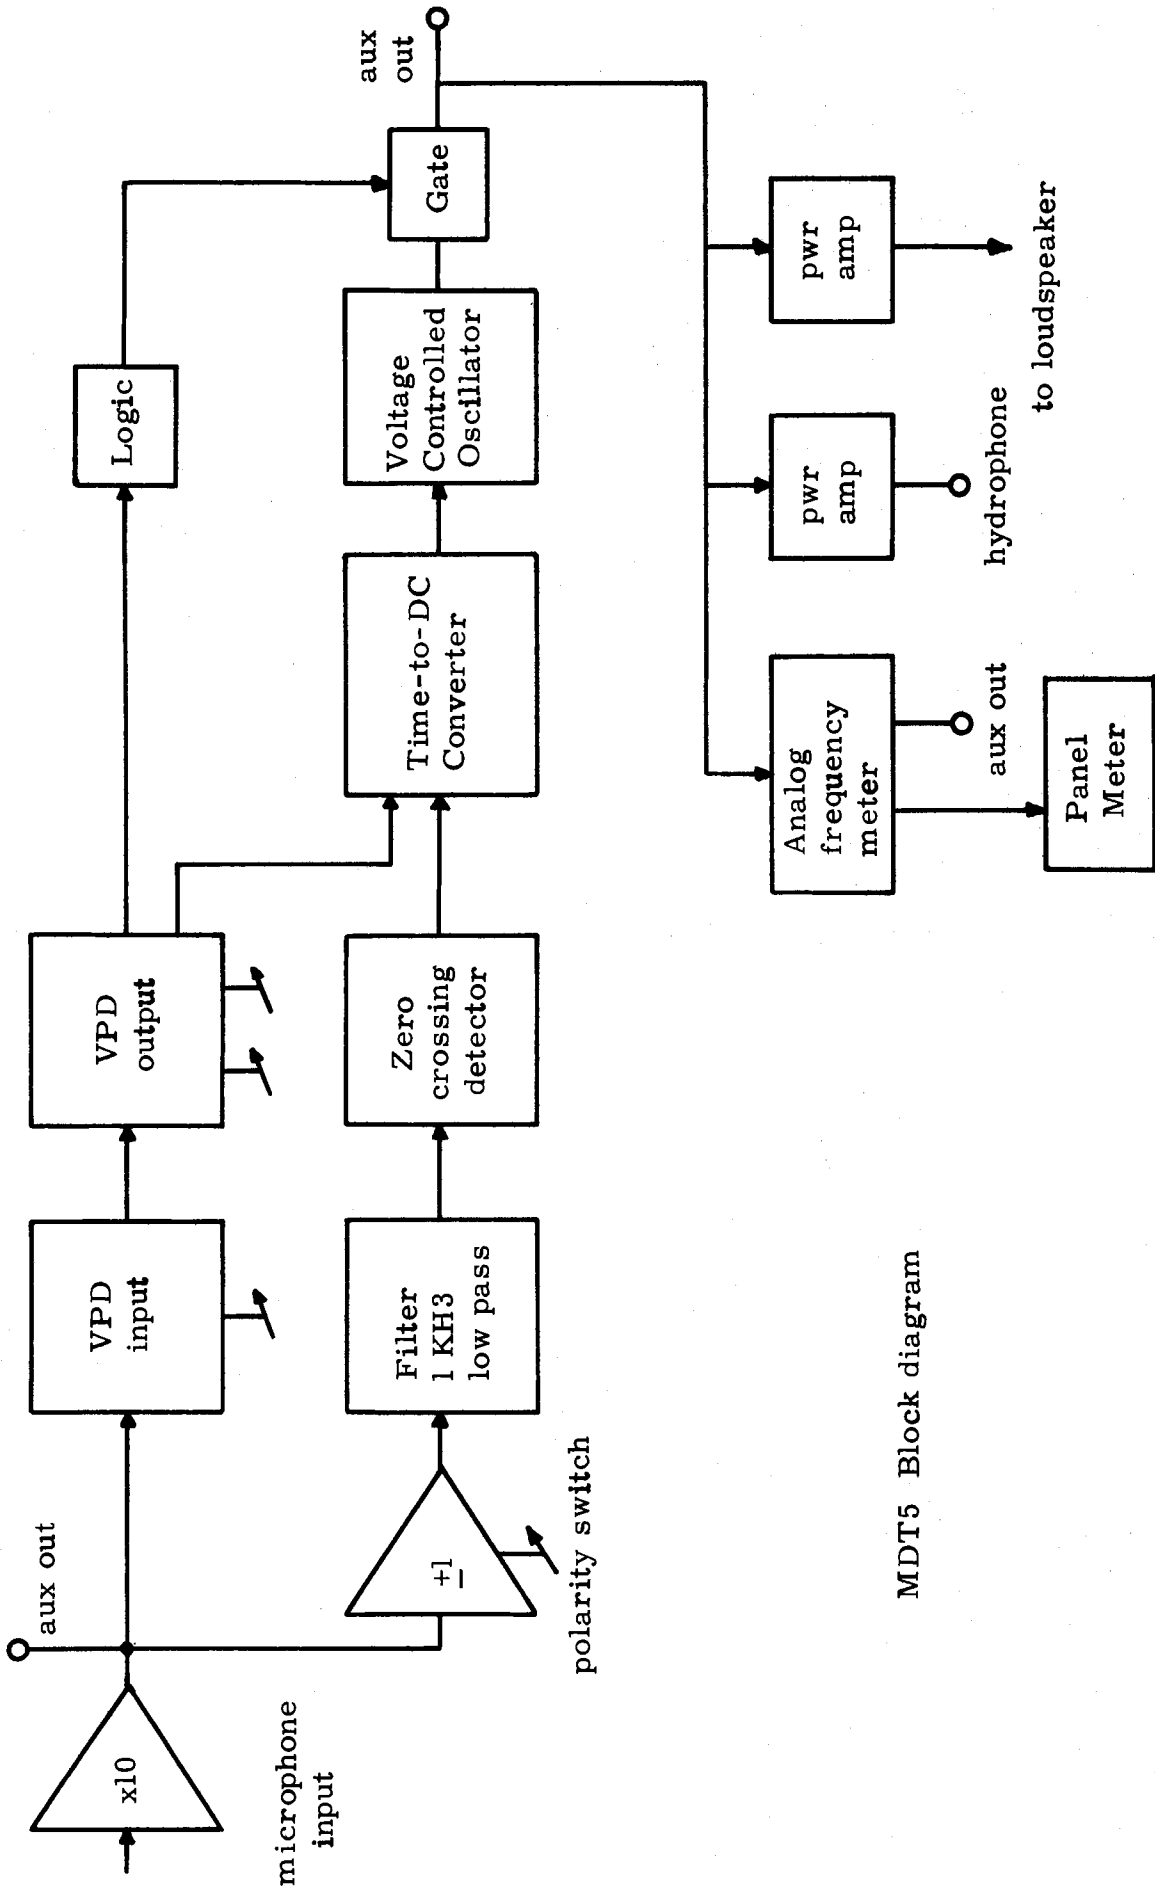 aux out
x10
microphone
input
VPD
input
VPD
output
Logic
+1
polarity switch
Filter
1 KH3
low pass
Zero
crossing
detector
Time-to-DC
Converter
Voltage
Controlled
Oscillator
Gate
aux
out
Analog
frequency
meter
aux out
Panel
Meter
pwr
amp
hydrophone
pwr
amp
to loudspeaker
MDT5 Block diagram